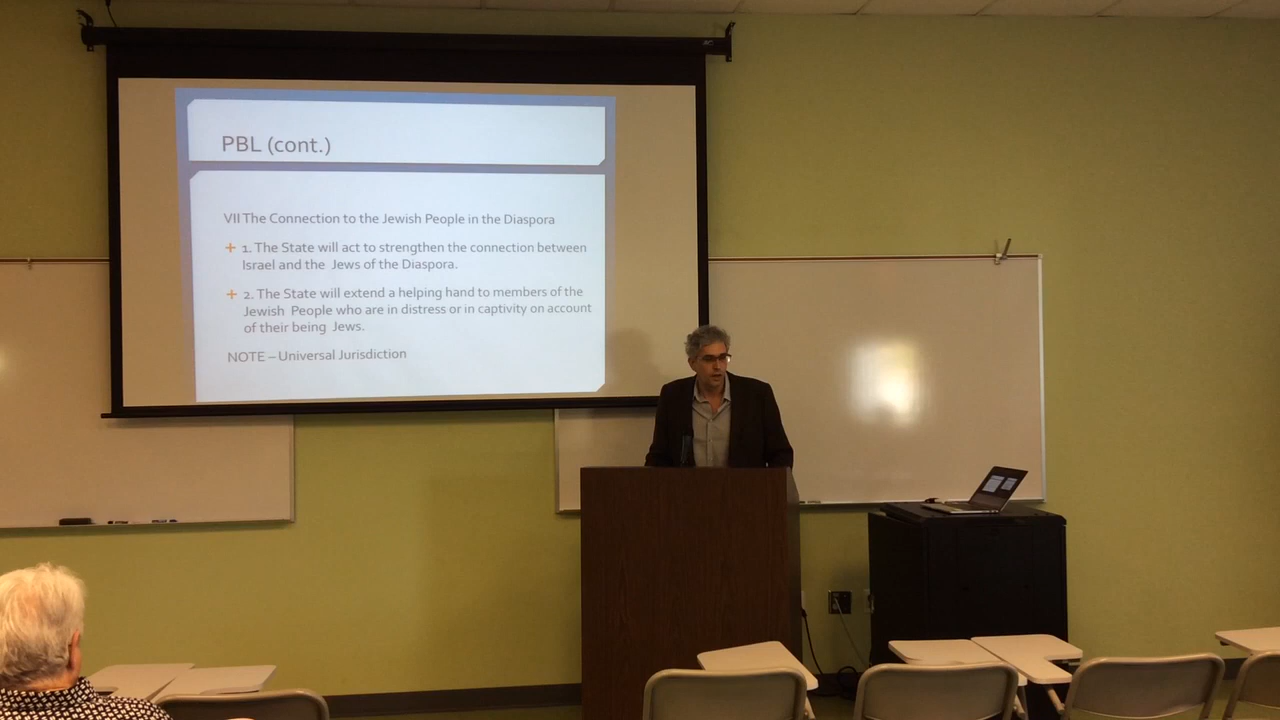 PBL (cont.)
VII The Connection to the Jewish People in the Diaspora
1. The State will act to strengthen the connection between
Israel and the Jews of the Diaspora.
2. The State will extend a helping hand to members of the
Jewish People who are in distress or in captivity on account
of their being Jews.
NOTE – Universal Jurisdiction